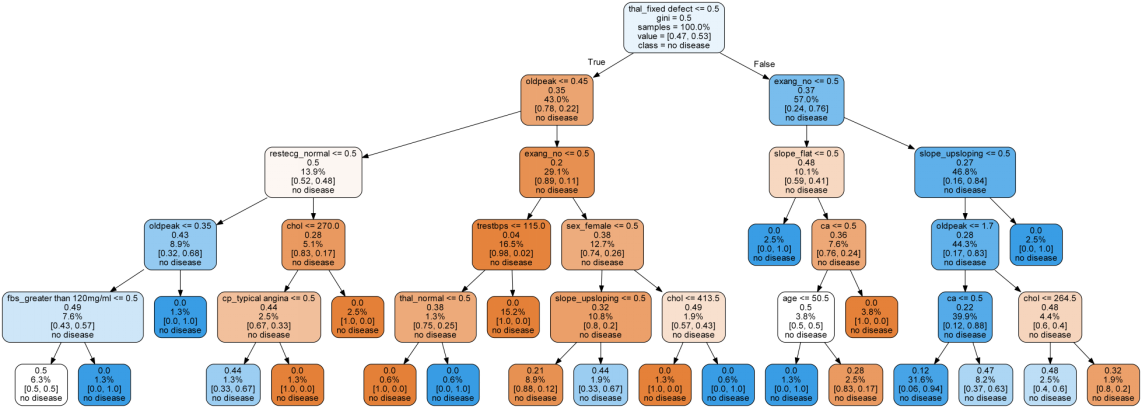 thal_fixed defect <= 0.5
gini = 0.5
samples = 100.0%
value = [0.47, 0.53]
class = no disease
True
False
oldpeak <= 0.45
0.35
43.0%
[0.78, 0.22]
no disease
exang_no <= 0.5
0.37
57.0%
[0.24, 0.76]
no disease
restecg_normal <= 0.5
0.5
13.9%
[0.52, 0.48]
no disease
exang_no <= 0.5
0.2
29.1%
[0.89, 0.11]
no disease
slope_flat <= 0.5
0.48
10.1%
[0.59, 0.41]
no disease
slope_upsloping <= 0.5
0.27
46.8%
[0.16, 0.84]
no disease
oldpeak <= 0.35
0.43
8.9%
[0.32, 0.68]
no disease
chol <= 270.0
0.28
5.1%
[0.83, 0.17]
no disease
trestbps <= 115.0
0.04
16.5%
[0.98, 0.02]
no disease
sex_female <= 0.5
0.38
12.7%
[0.74, 0.26]
no disease
0.0
2.5%
[0.0, 1.0]
no disease
ca <= 0.5
0.36
7.6%
[0.76, 0.24]
no disease
oldpeak <= 1.7
0.28
44.3%
[0.17, 0.83]
no disease
0.0
2.5%
[0.0, 1.0]
no disease
fbs_greater than 120mg/ml <= 0.5
0.49
7.6%
[0.43, 0.57]
no disease
0.0
1.3%
[0.0, 1.0]
no disease
cp_typical angina <= 0.5
0.44
2.5%
[0.67, 0.33]
no disease
0.0
2.5%
[1.0, 0.0]
no disease
thal_normal <= 0.5
0.38
1.3%
[0.75, 0.25]
no disease
0.0
15.2%
[1.0, 0.0]
no disease
slope_upsloping <= 0.5
0.32
10.8%
[0.8, 0.2]
no disease
chol <= 413.5
0.49
1.9%
[0.57, 0.43]
no disease
age <= 50.5
0.5
3.8%
[0.5, 0.5]
no disease
0.0
3.8%
[1.0, 0.0]
no disease
ca <= 0.5
0.22
39.9%
[0.12, 0.88]
no disease
chol <= 264.5
0.48
4.4%
[0.6, 0.4]
no disease
0.5
6.3%
[0.5, 0.5]
no disease
0.0
1.3%
[0.0, 1.0]
no disease
0.44
1.3%
[0.33, 0.67]
no disease
0.0
1.3%
[1.0, 0.0]
no disease
0.0
0.6%
[1.0, 0.0]
no disease
0.0
0.6%
[0.0, 1.0]
no disease
0.21
8.9%
[0.88, 0.12]
no disease
0.44
1.9%
[0.33, 0.67]
no disease
0.0
1.3%
[1.0, 0.0]
no disease
0.0
0.6%
[0.0, 1.0]
no disease
0.0
1.3%
[0.0, 1.0]
no disease
0.28
2.5%
[0.83, 0.17]
no disease
0.12
31.6%
[0.06, 0.94]
no disease
0.47
8.2%
[0.37, 0.63]
no disease
0.48
2.5%
[0.4, 0.6]
no disease
0.32
1.9%
[0.8, 0.2]
no disease